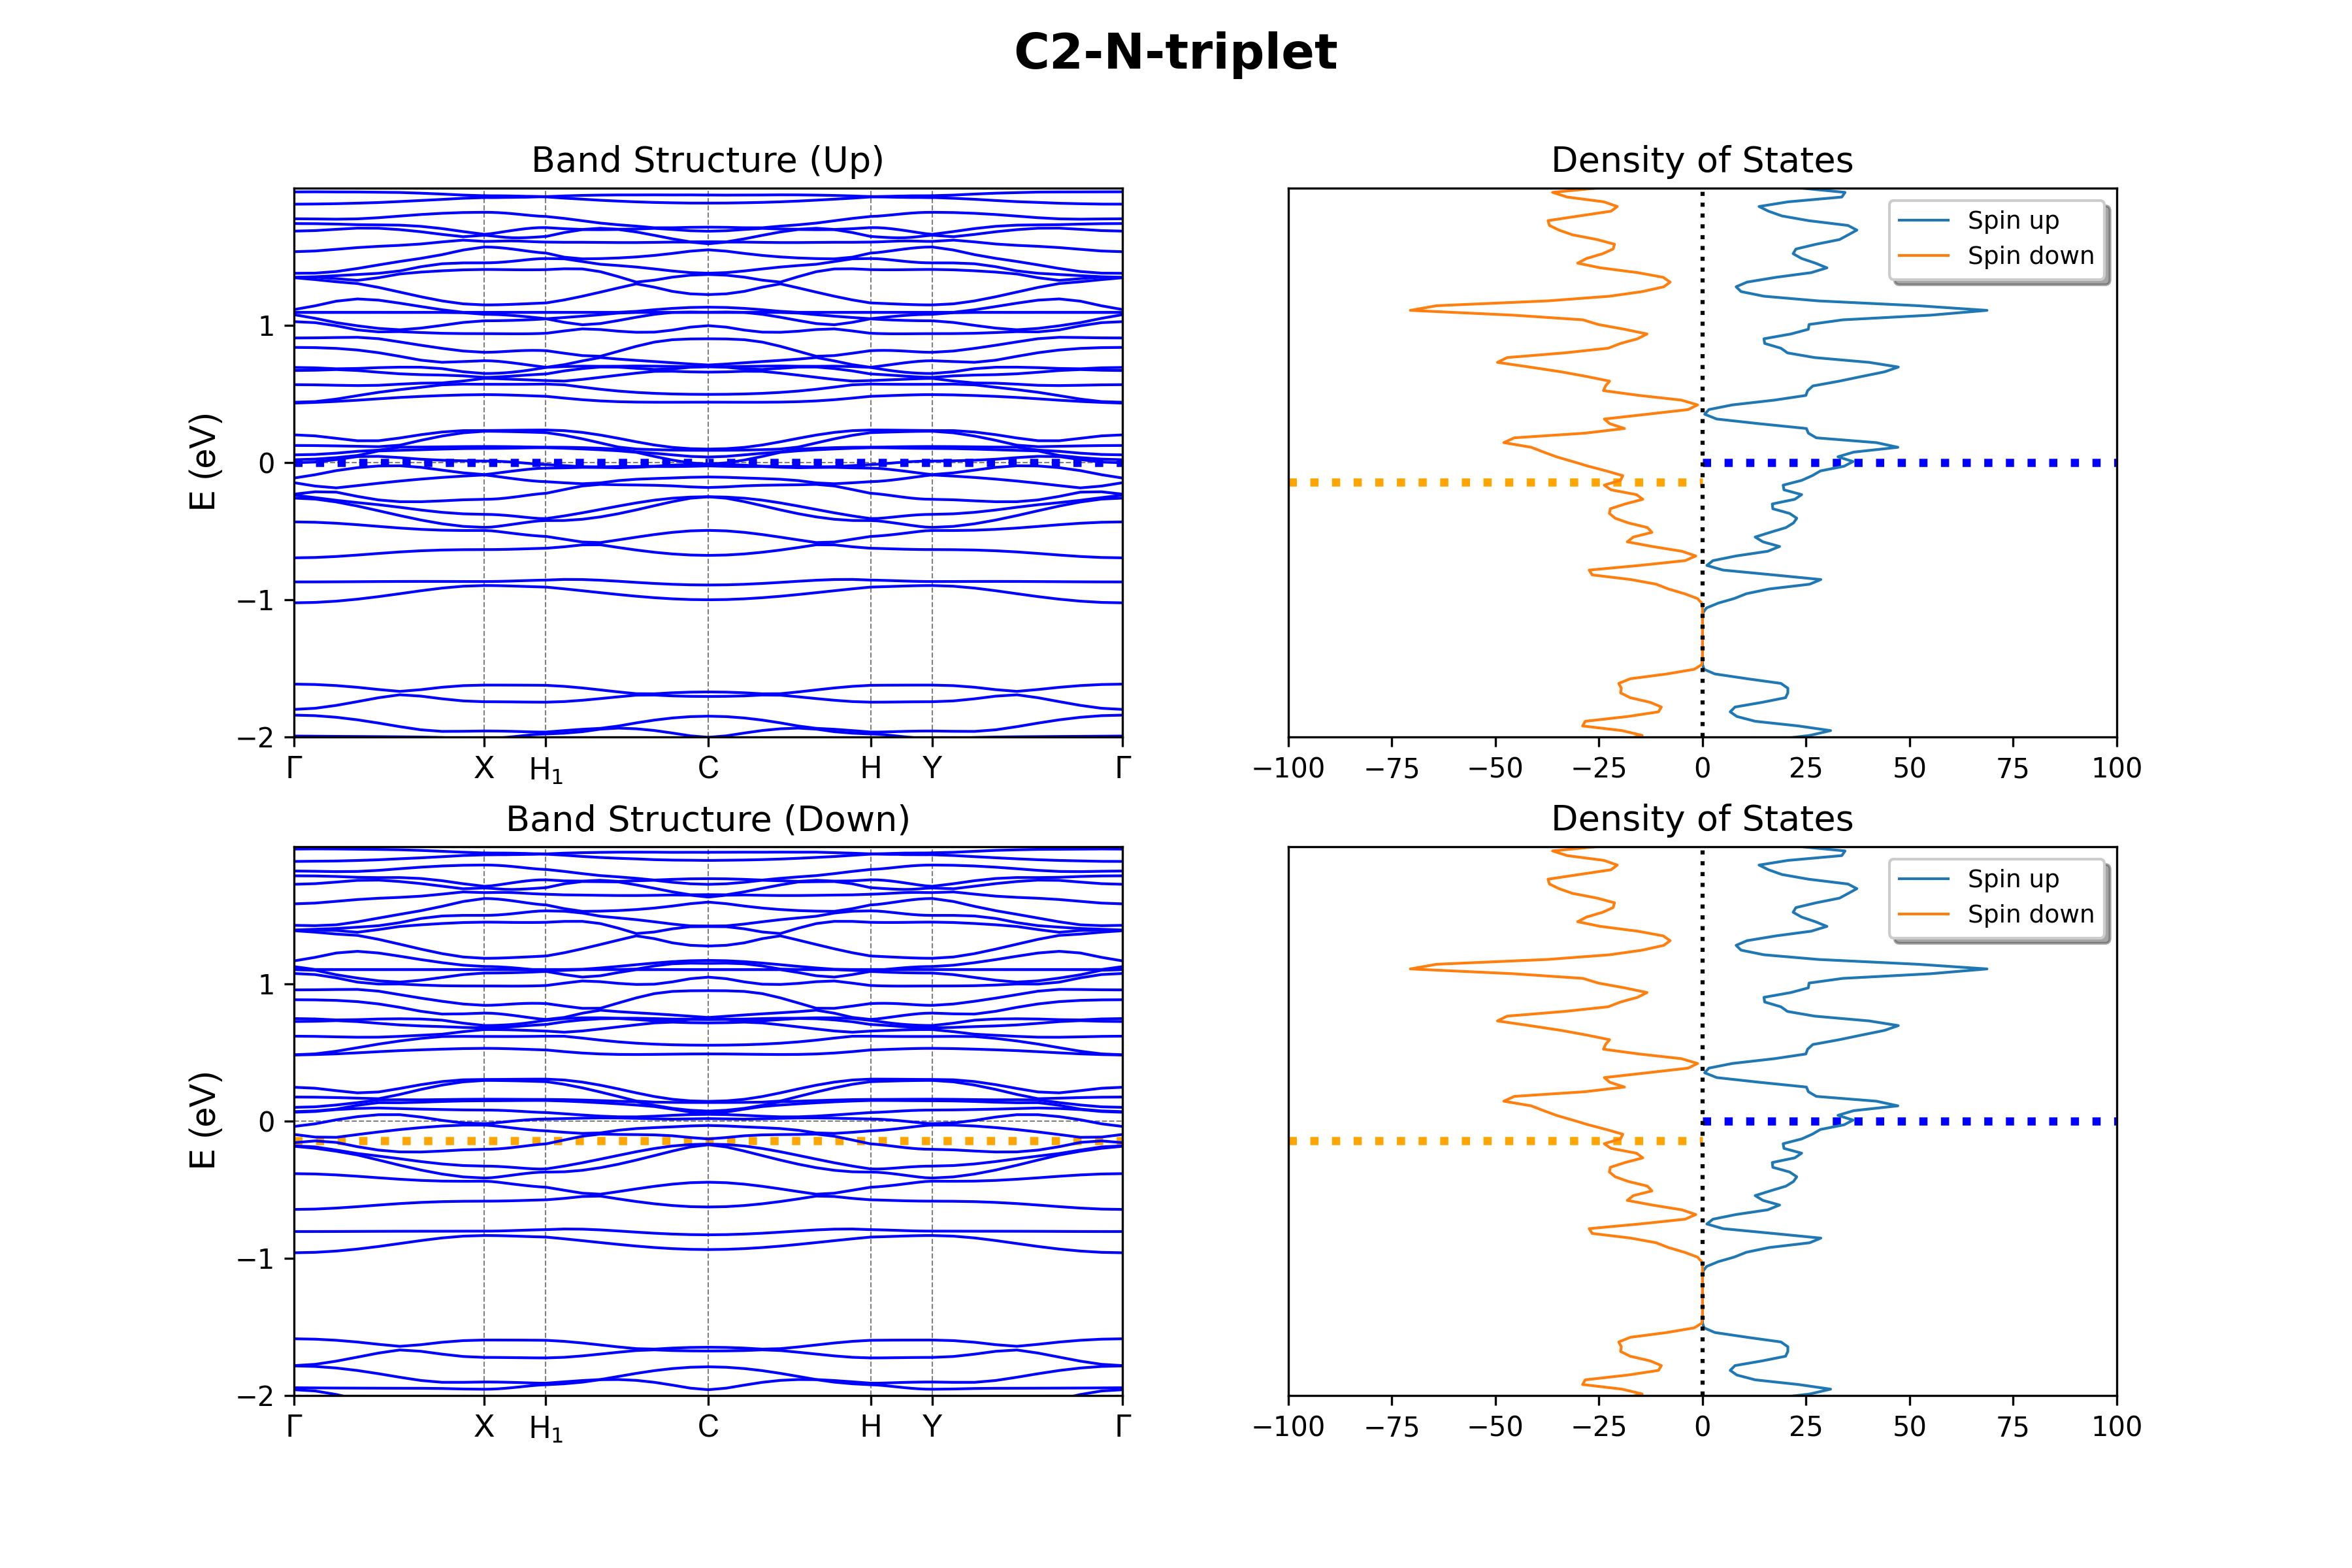 C2-N-triplet
Band Structure (Up)
E (eV)
1
0
−1
−2
Γ X H₁ C H Y Γ
Density of States
Spin up
Spin down
−100 −75 −50 −25 0 25 50 75 100
Band Structure (Down)
E (eV)
1
0
−1
−2
Γ X H₁ C H Y Γ
Density of States
Spin up
Spin down
−100 −75 −50 −25 0 25 50 75 100